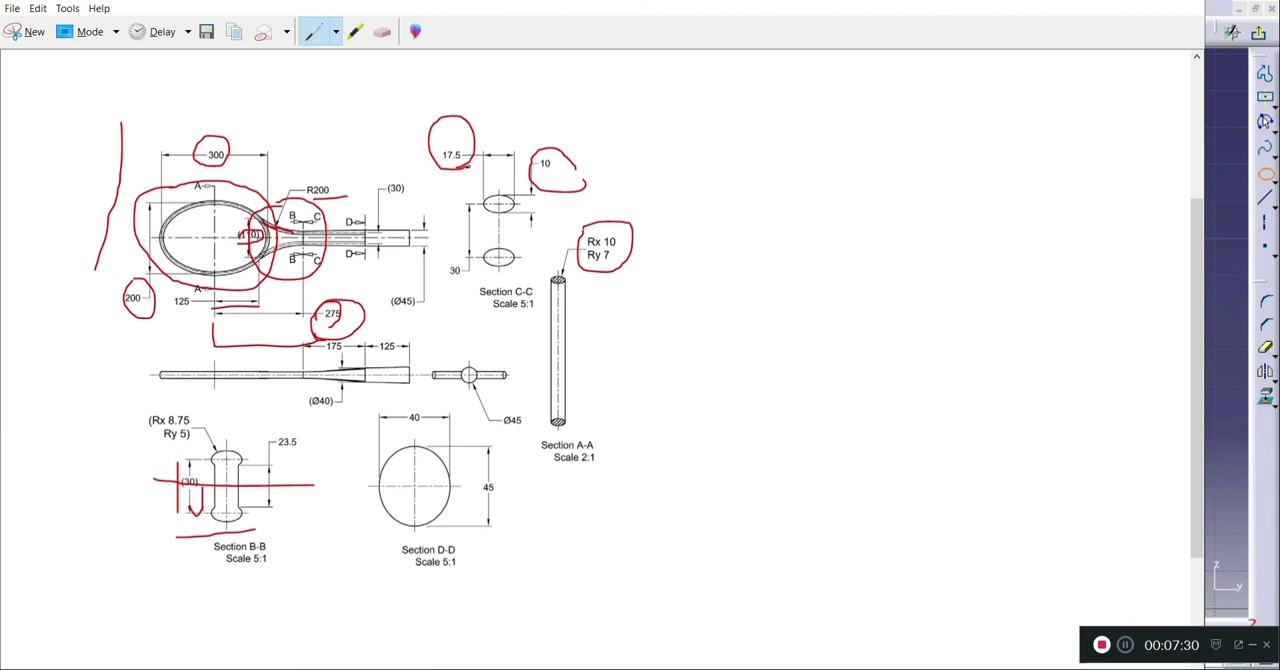 File Edit Tools Help
New Mode Delay
300
17.5
10
A
R200
(30)
B C D
(110)
Rx 10
Ry 7
B C D
30
A
200
125
(Ø45)
Section C-C
Scale 5:1
275
175 125
(Ø40)
40
(Rx 8.75
Ry 5)
Ø45
23.5
Section A-A
Scale 2:1
(30)
45
Section B-B
Scale 5:1
Section D-D
Scale 5:1
z
y
00:07:30